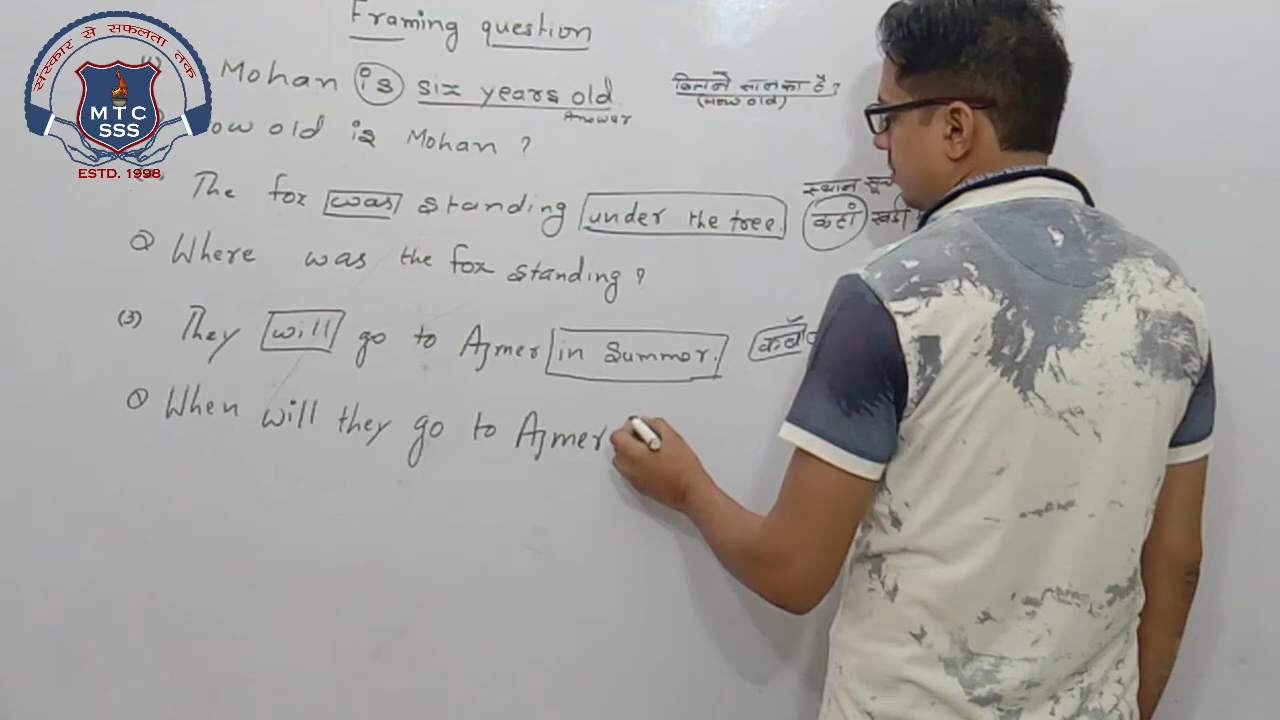 संस्कार से सफलता तक
MTC
SSS
ESTD. 1998
Framing question
Mohan is six years old
Answer
कितने साल का है?
(How old)
How old is Mohan ?
The fox was standing under the tree.
स्थान
कहाँ खड़ी
Q Where was the fox standing ?
(3) They will go to Ajmer in Summer.
Q When will they go to Ajmer